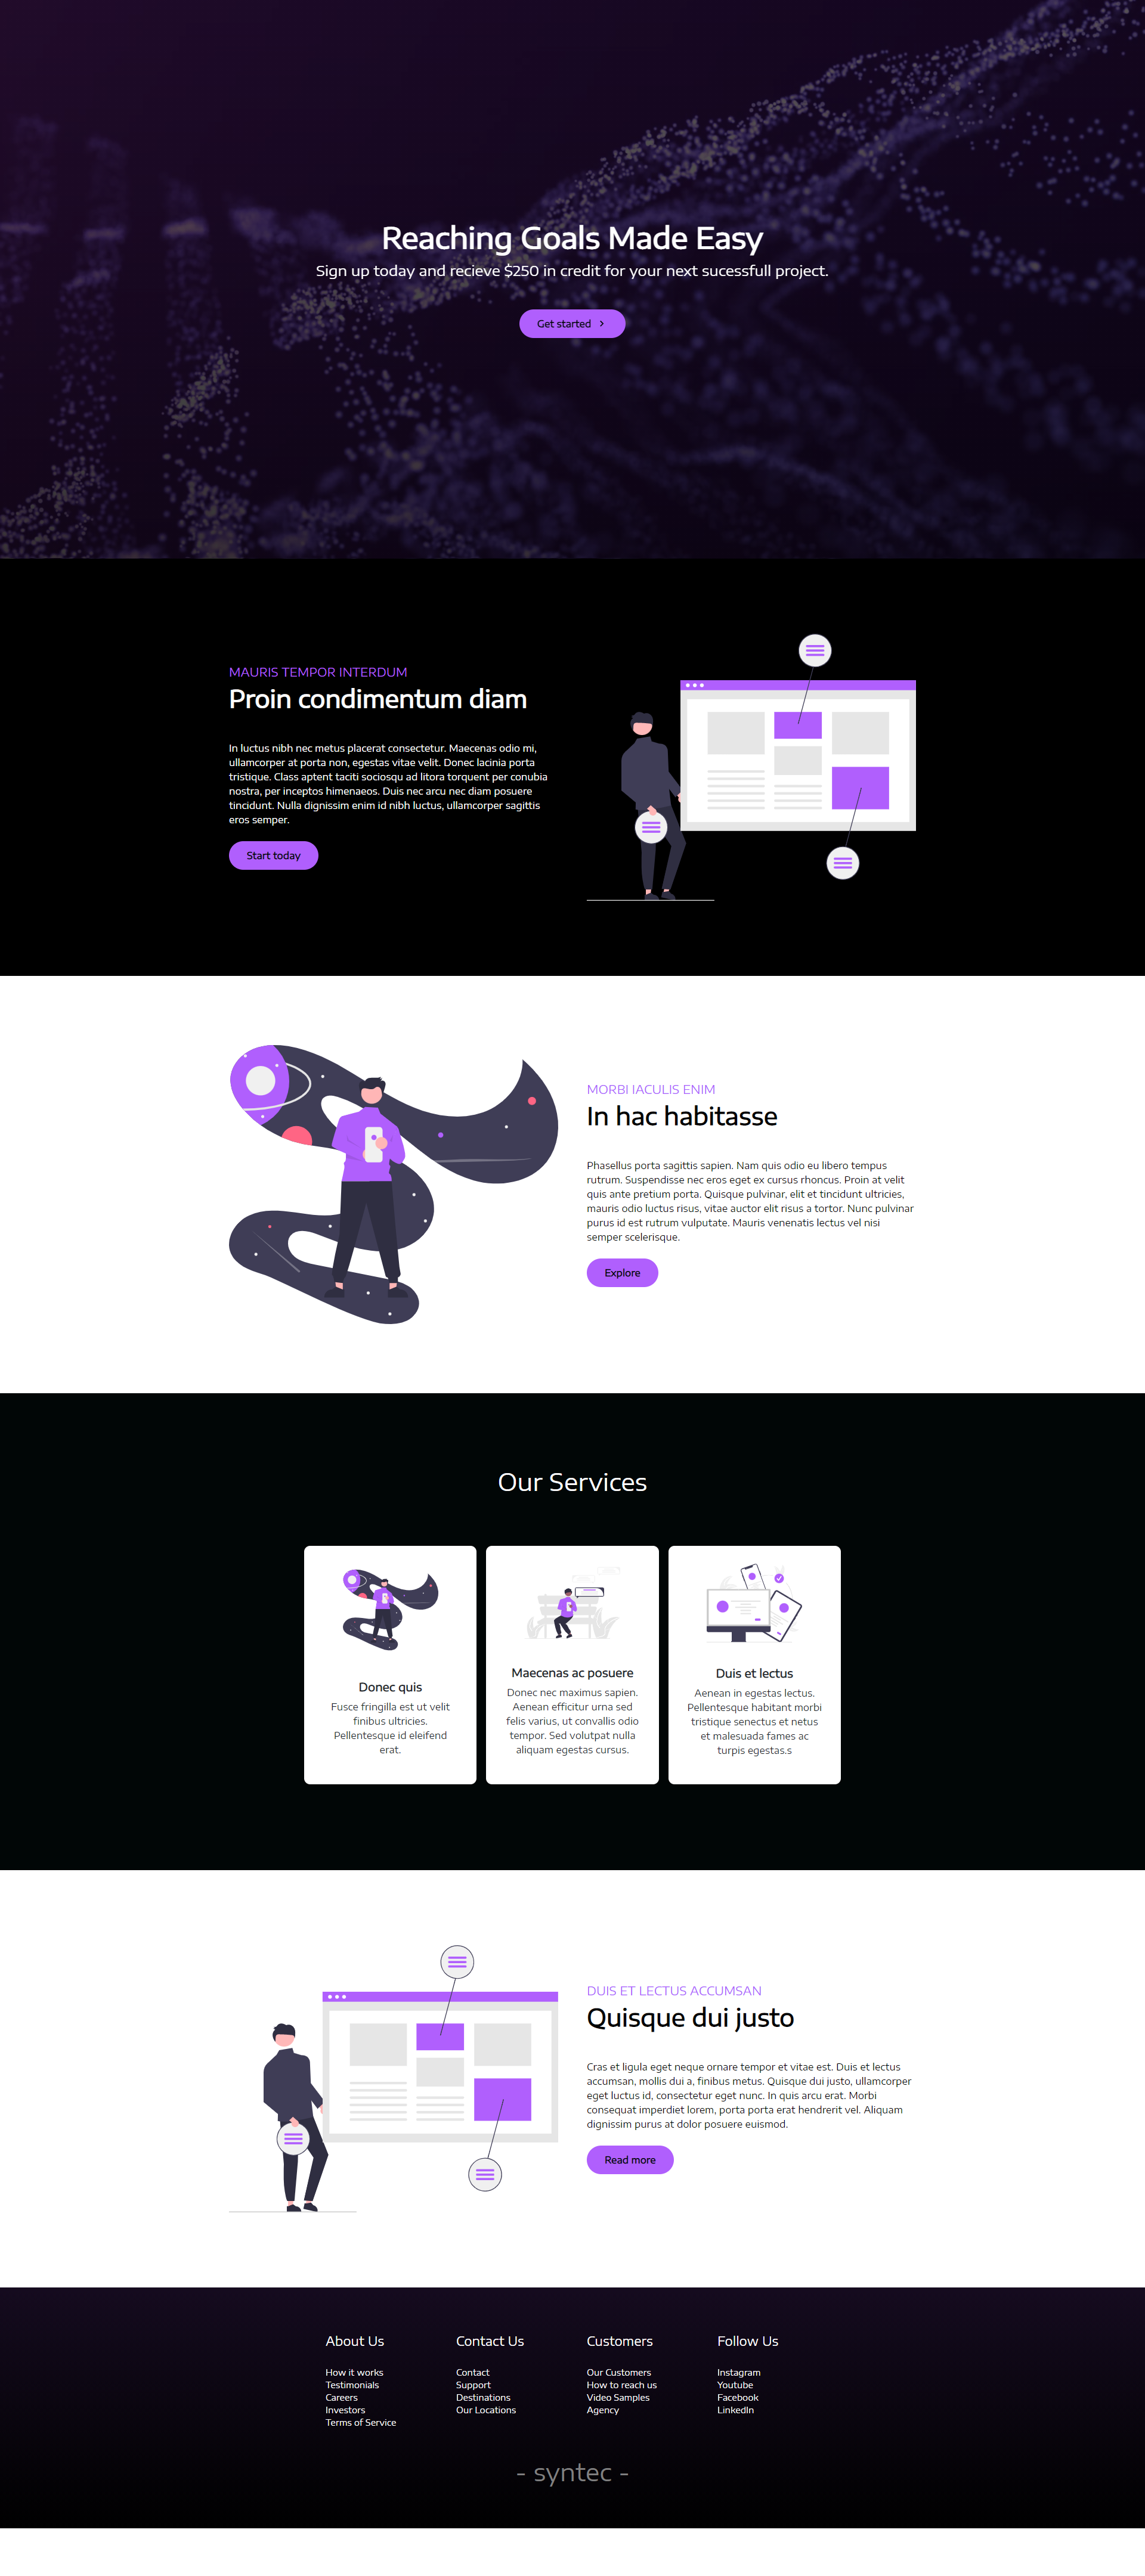 Reaching Goals Made Easy
Sign up today and recieve $250 in credit for your next sucessfull project.
Get started
MAURIS TEMPOR INTERDUM
Proin condimentum diam
In luctus nibh nec metus placerat consectetur. Maecenas odio mi,
ullamcorper at porta non, egestas vitae velit. Donec lacinia porta
tristique. Class aptent taciti sociosqu ad litora torquent per conubia
nostra, per inceptos himenaeos. Duis nec arcu nec diam posuere
tincidunt. Nulla dignissim enim id nibh luctus, ullamcorper sagittis
eros semper.
Start today
MORBI IACULIS ENIM
In hac habitasse
Phasellus porta sagittis sapien. Nam quis odio eu libero tempus
rutrum. Suspendisse nec eros eget ex cursus rhoncus. Proin at velit
quis ante pretium porta. Quisque pulvinar, elit et tincidunt ultricies,
mauris odio luctus risus, vitae auctor elit risus a tortor. Nunc pulvinar
purus id est rutrum vulputate. Mauris venenatis lectus vel nisi
semper scelerisque.
Explore
Our Services
Donec quis
Fusce fringilla est ut velit
finibus ultricies.
Pellentesque id eleifend
erat.
Maecenas ac posuere
Donec nec maximus sapien.
Aenean efficitur urna sed
felis varius, ut convallis odio
tempor. Sed volutpat nulla
aliquam egestas cursus.
Duis et lectus
Aenean in egestas lectus.
Pellentesque habitant morbi
tristique senectus et netus
et malesuada fames ac
turpis egestas.s
DUIS ET LECTUS ACCUMSAN
Quisque dui justo
Cras et ligula eget neque ornare tempor et vitae est. Duis et lectus
accumsan, mollis dui a, finibus metus. Quisque dui justo, ullamcorper
eget luctus id, consectetur eget nunc. In quis arcu erat. Morbi
consequat imperdiet lorem, porta porta erat hendrerit vel. Aliquam
dignissim purus at dolor posuere euismod.
Read more
About Us
How it works
Testimonials
Careers
Investors
Terms of Service
Contact Us
Contact
Support
Destinations
Our Locations
Customers
Our Customers
How to reach us
Video Samples
Agency
Follow Us
Instagram
Youtube
Facebook
LinkedIn
- syntec -